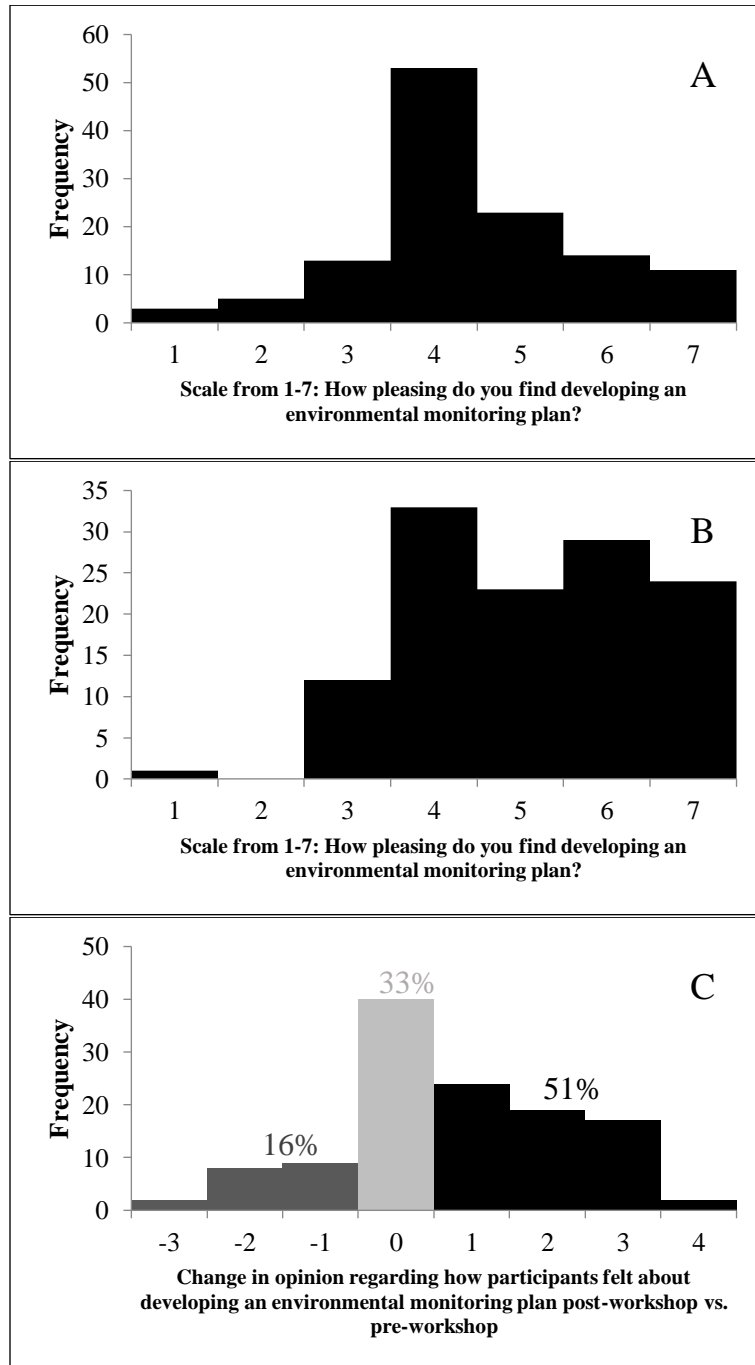 A
Frequency
60
50
40
30
20
10
0
1 2 3 4 5 6 7
Scale from 1-7: How pleasing do you find developing an
environmental monitoring plan?
B
Frequency
35
30
25
20
15
10
5
0
1 2 3 4 5 6 7
Scale from 1-7: How pleasing do you find developing an
environmental monitoring plan?
C
Frequency
50
40
30
20
10
0
33%
51%
16%
-3 -2 -1 0 1 2 3 4
Change in opinion regarding how participants felt about
developing an environmental monitoring plan post-workshop vs.
pre-workshop